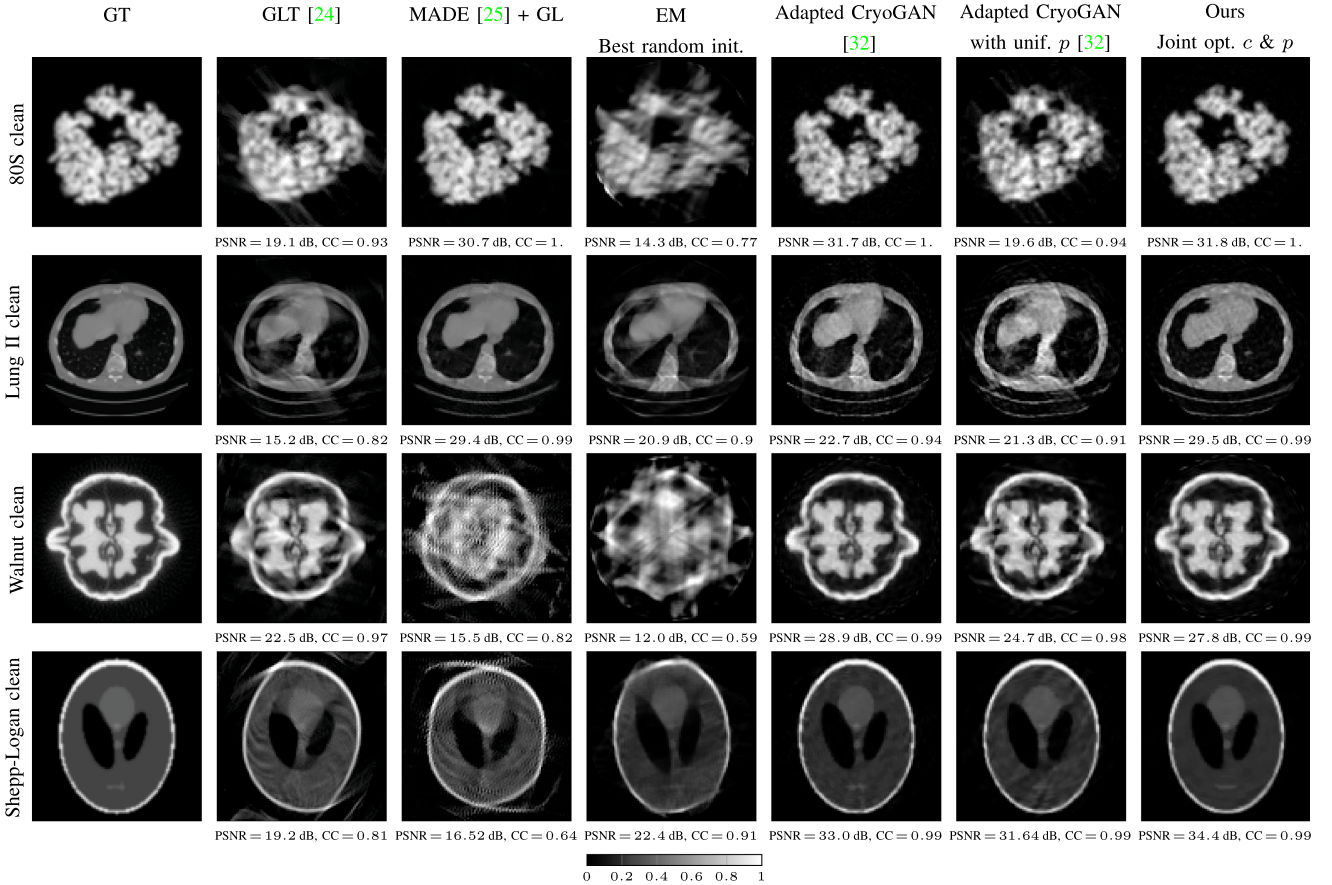 GT
GLT [24]
MADE [25] + GL
EM
Best random init.
Adapted CryoGAN
[32]
Adapted CryoGAN
with unif. p [32]
Ours
Joint opt. c & p
80S clean
PSNR = 19.1 dB, CC = 0.93
PSNR = 30.7 dB, CC = 1.
PSNR = 14.3 dB, CC = 0.77
PSNR = 31.7 dB, CC = 1.
PSNR = 19.6 dB, CC = 0.94
PSNR = 31.8 dB, CC = 1.
Lung II clean
PSNR = 15.2 dB, CC = 0.82
PSNR = 29.4 dB, CC = 0.99
PSNR = 20.9 dB, CC = 0.9
PSNR = 22.7 dB, CC = 0.94
PSNR = 21.3 dB, CC = 0.91
PSNR = 29.5 dB, CC = 0.99
Walnut clean
PSNR = 22.5 dB, CC = 0.97
PSNR = 15.5 dB, CC = 0.82
PSNR = 12.0 dB, CC = 0.59
PSNR = 28.9 dB, CC = 0.99
PSNR = 24.7 dB, CC = 0.98
PSNR = 27.8 dB, CC = 0.99
Shepp-Logan clean
PSNR = 19.2 dB, CC = 0.81
PSNR = 16.52 dB, CC = 0.64
PSNR = 22.4 dB, CC = 0.91
PSNR = 33.0 dB, CC = 0.99
PSNR = 31.64 dB, CC = 0.99
PSNR = 34.4 dB, CC = 0.99
0 0.2 0.4 0.6 0.8 1